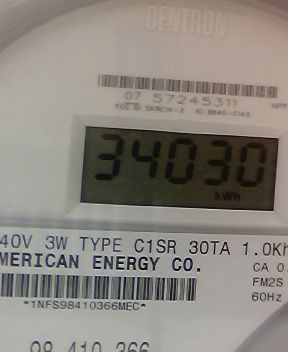 CENTRON
07 57245311
34030
kWh
40V 3W TYPE C1SR 30TA 1.0Kh
MERICAN ENERGY CO.
CA 0.
FM2S
*1NFS98410366MEC*
60Hz
98 410 366